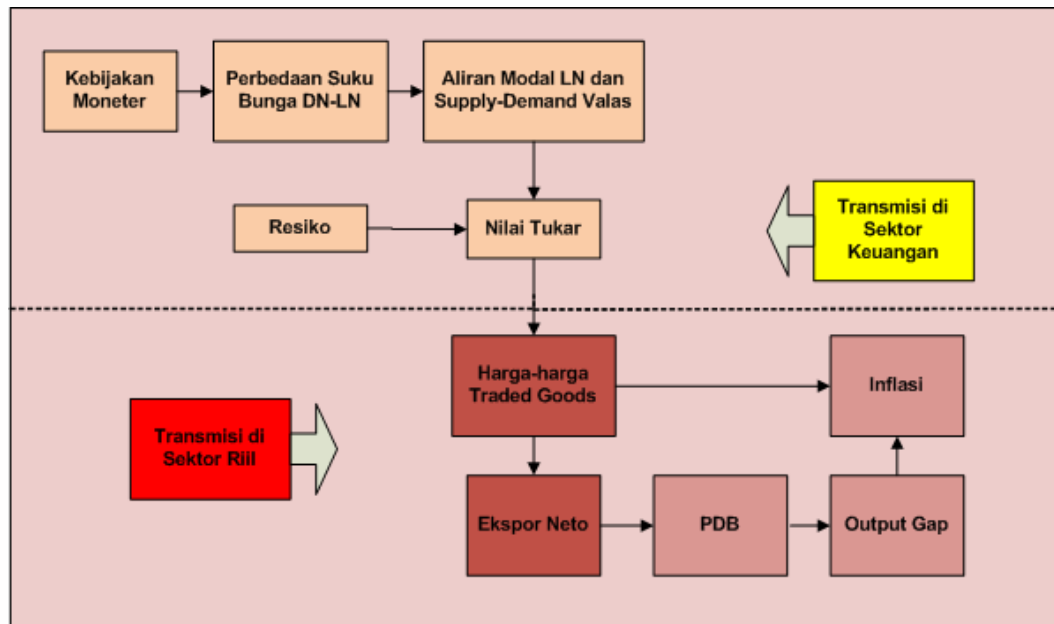 Kebijakan
Moneter
Perbedaan Suku
Bunga DN-LN
Aliran Modal LN dan
Supply-Demand Valas
Resiko
Nilai Tukar
Transmisi di
Sektor
Keuangan
Harga-harga
Traded Goods
Inflasi
Transmisi di
Sektor Riil
Ekspor Neto
PDB
Output Gap